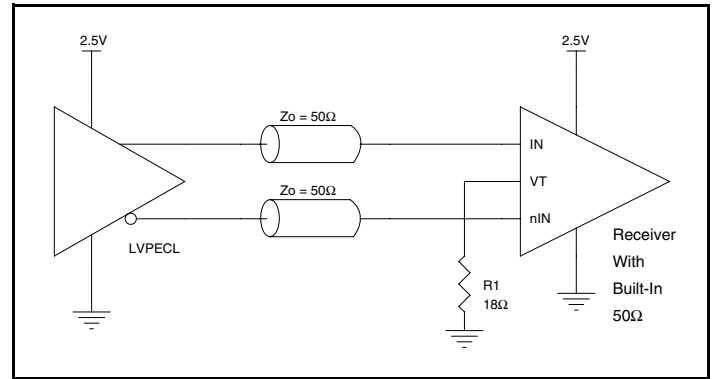 2.5V
2.5V
Zo = 50Ω
IN
VT
Zo = 50Ω
nIN
LVPECL
Receiver
With
Built-In
50Ω
R1
18Ω